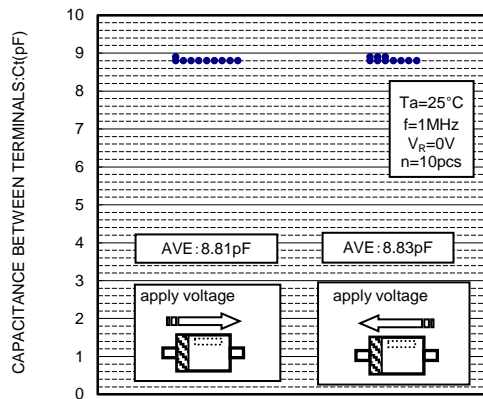 CAPACITANCE BETWEEN TERMINALS:Ct(pF)
10
9
8
7
6
5
4
3
2
1
0
Ta=25°C
f=1MHz
VR=0V
n=10pcs
AVE:8.81pF
AVE:8.83pF
apply voltage
apply voltage